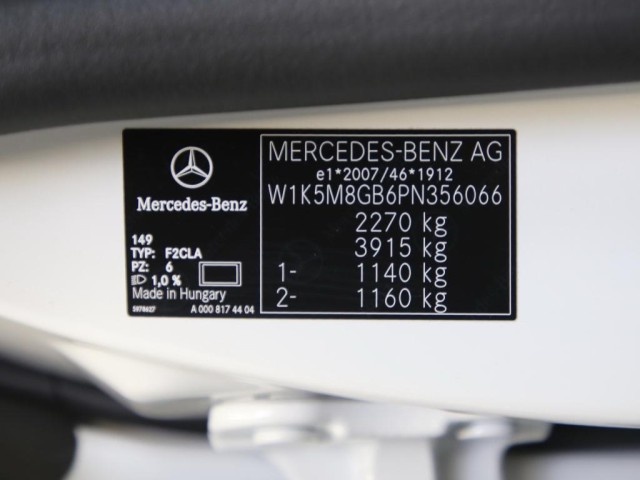 Mercedes-Benz
149
TYP: F2CLA
PZ: 6
1,0 %
Made in Hungary
5978627
A 000 817 44 04
MERCEDES-BENZ AG
e1*2007/46*1912
W1K5M8GB6PN356066
2270 kg
3915 kg
1- 1140 kg
2- 1160 kg